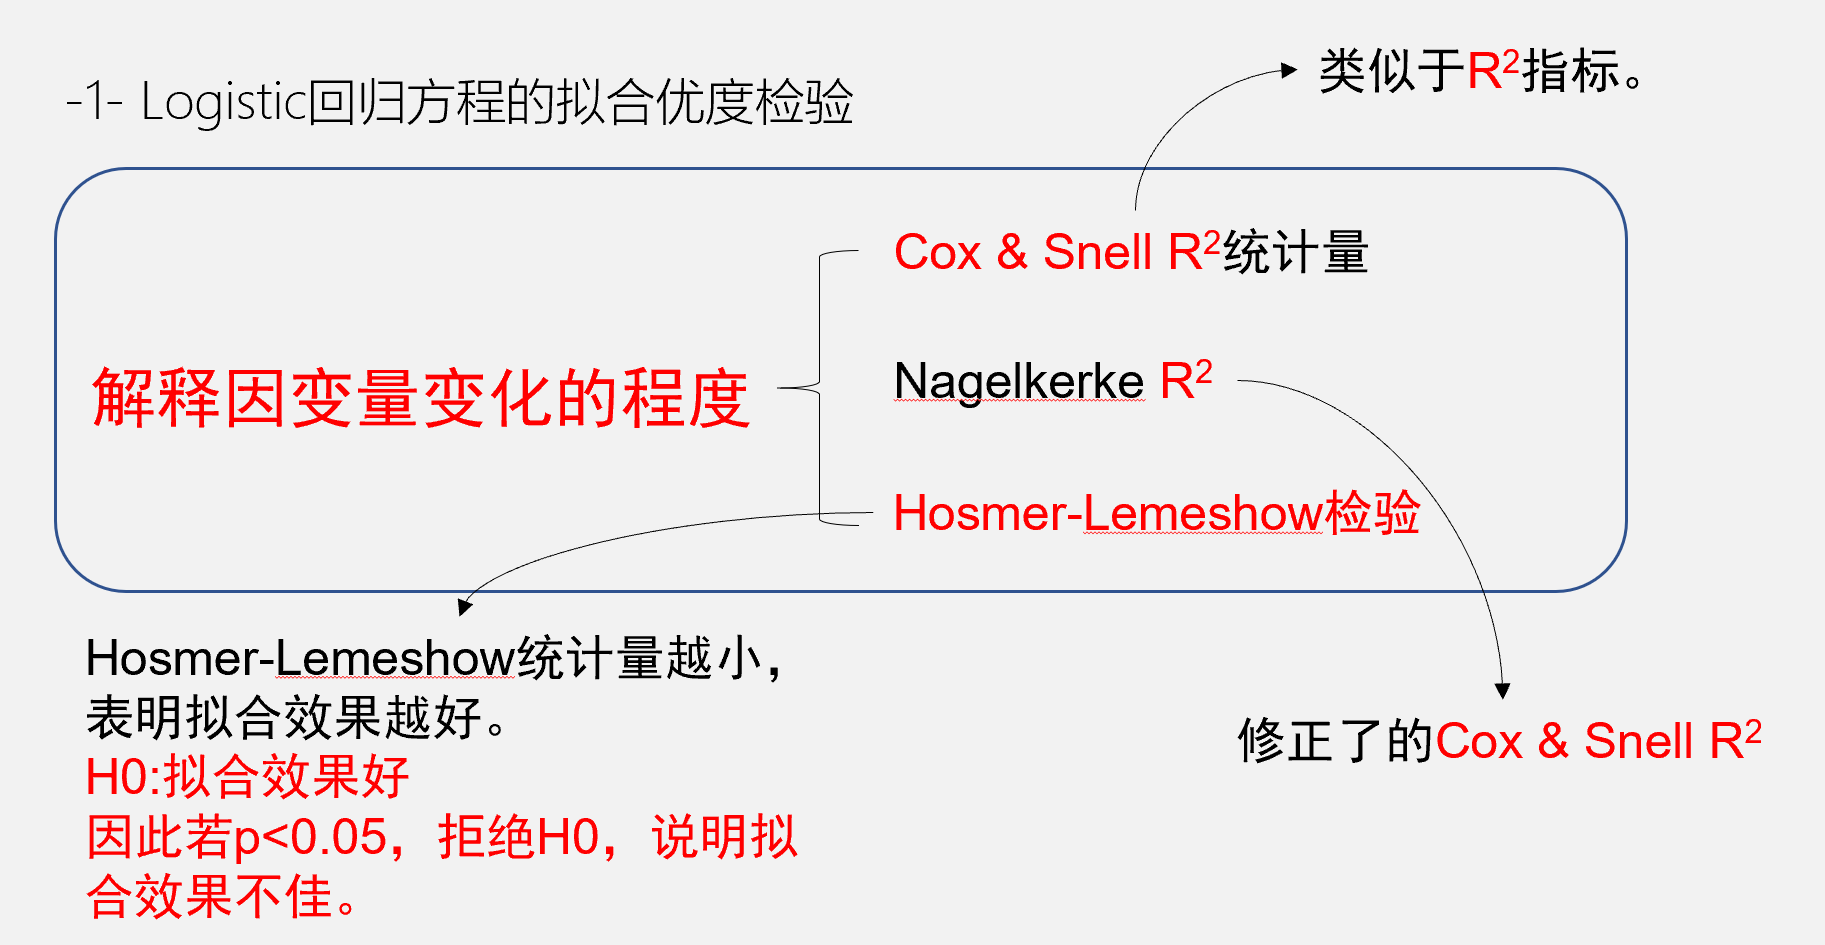 类似于R²指标。
-1- Logistic回归方程的拟合优度检验
Cox & Snell R²统计量
解释因变量变化的程度
Nagelkerke R²
Hosmer-Lemeshow检验
Hosmer-Lemeshow统计量越小，
表明拟合效果越好。
H0:拟合效果好
因此若p<0.05，拒绝H0，说明拟
合效果不佳。
修正了的Cox & Snell R²